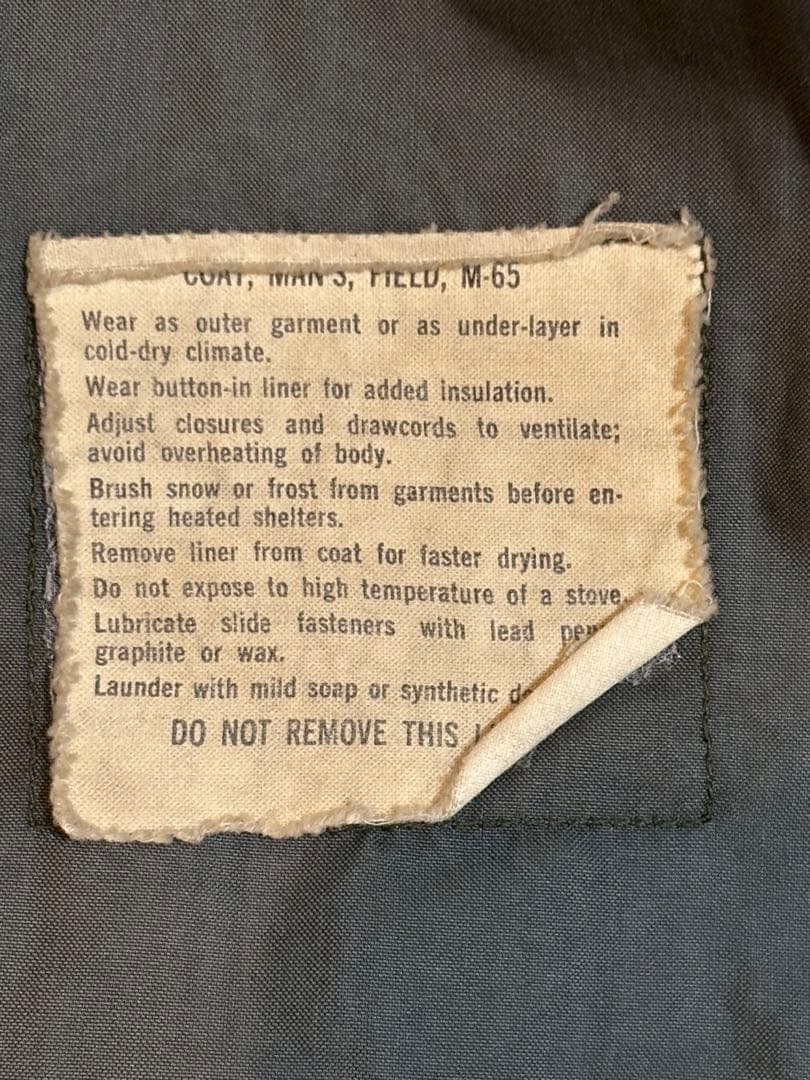 COAT, MAN'S, FIELD, M-65
Wear as outer garment or as under-layer in
cold-dry climate.
Wear button-in liner for added insulation.
Adjust closures and drawcords to ventilate;
avoid overheating of body.
Brush snow or frost from garments before en-
tering heated shelters.
Remove liner from coat for faster drying.
Do not expose to high temperature of a stove.
Lubricate slide fasteners with lead
graphite or wax.
Launder with mild soap or synthetic
DO NOT REMOVE THIS